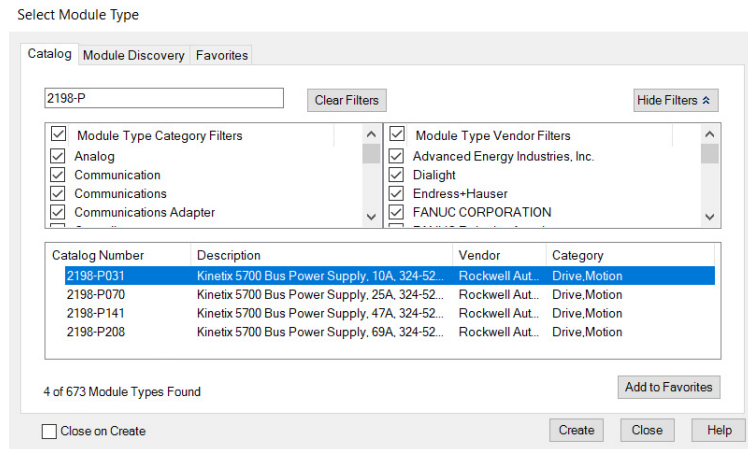 Select Module Type
Catalog Module Discovery Favorites
2198-P Clear Filters Hide Filters
Module Type Category Filters Module Type Vendor Filters
Analog Advanced Energy Industries, Inc.
Communication Dialight
Communications Endress+Hauser
Communications Adapter FANUC CORPORATION
Catalog Number Description Vendor Category
2198-P031 Kinetix 5700 Bus Power Supply, 10A, 324-52... Rockwell Aut... Drive,Motion
2198-P070 Kinetix 5700 Bus Power Supply, 25A, 324-52... Rockwell Aut... Drive,Motion
2198-P141 Kinetix 5700 Bus Power Supply, 47A, 324-52... Rockwell Aut... Drive,Motion
2198-P208 Kinetix 5700 Bus Power Supply, 69A, 324-52... Rockwell Aut... Drive,Motion
4 of 673 Module Types Found Add to Favorites
Close on Create Create Close Help